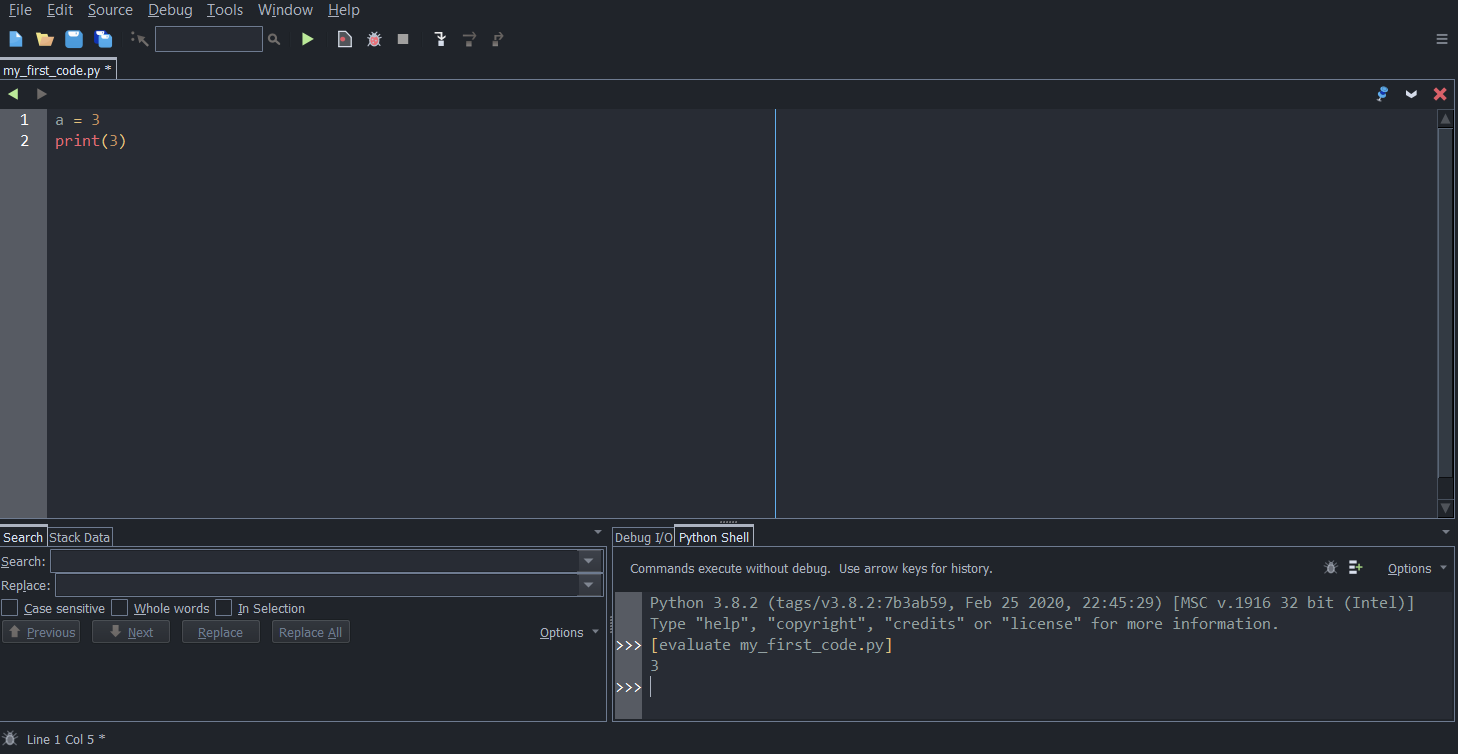 File Edit Source Debug Tools Window Help
my_first_code.py *
1 a = 3
2 print(3)
Search Stack Data
Search:
Replace:
Case sensitive Whole words In Selection
Previous Next Replace Replace All Options
Debug I/O Python Shell
Commands execute without debug. Use arrow keys for history. Options
Python 3.8.2 (tags/v3.8.2:7b3ab59, Feb 25 2020, 22:45:29) [MSC v.1916 32 bit (Intel)]
Type "help", "copyright", "credits" or "license" for more information.
>>> [evaluate my_first_code.py]
3
>>>
Line 1 Col 5 *